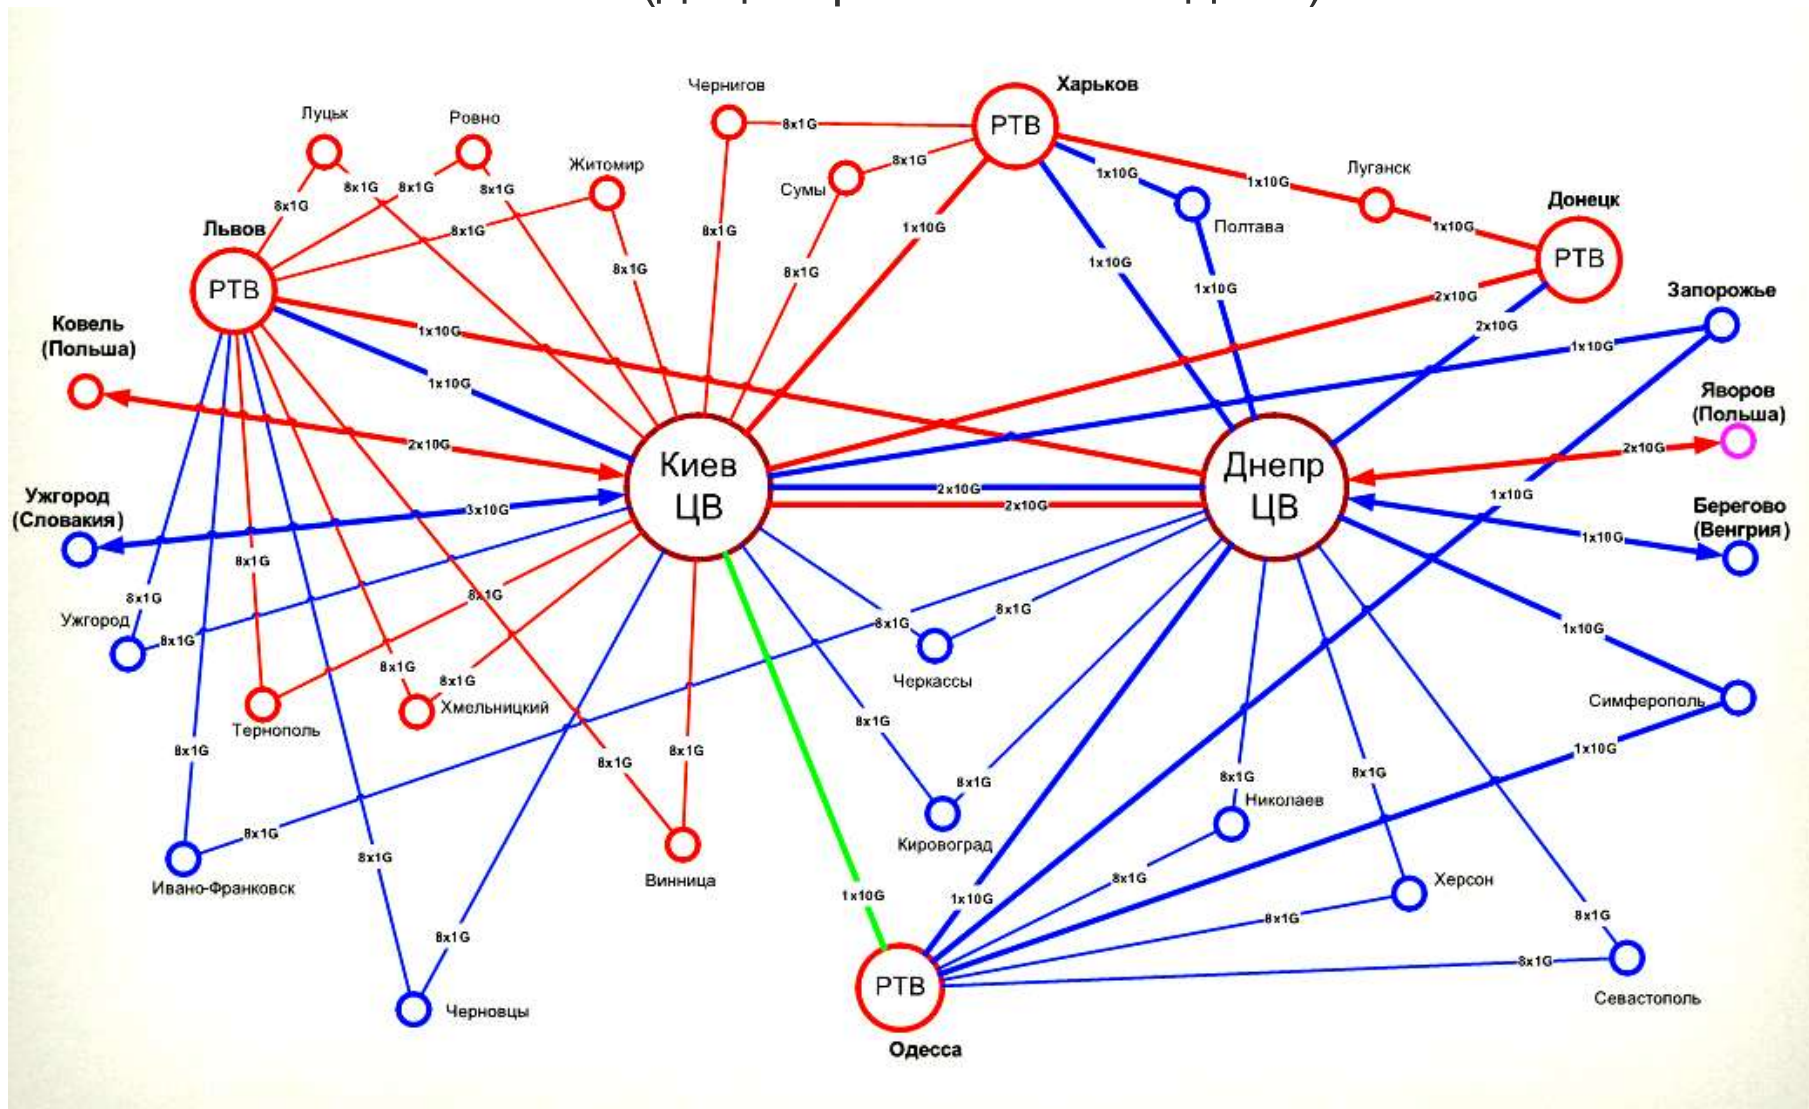 Чернигов
Харьков
Луцьк
Ровно
РТВ
8x1G
Житомир
8x1G
Луганск
1x10G
1x10G
Сумы
8x1G
8x1G
8x1G
Донецк
8x1G
Полтава
1x10G
Львов
8x1G
8x1G
1x10G
РТВ
1x10G
8x1G
8x1G
1x10G
РТВ
Запорожье
1x10G
2x10G
Ковель
(Польша)
1x10G
2x10G
1x10G
1x10G
Яворов
(Польша)
2x10G
2x10G
Киев
ЦВ
Днепр
ЦВ
Ужгород
(Словакия)
3x10G
2x10G
2x10G
1x10G
Берегово
(Венгрия)
1x10G
8x1G
8x1G
8x1G
8x1G
Ужгород
8x1G
8x1G
1x10G
8x1G
8x1G
Черкассы
Хмельницкий
Тернополь
Симферополь
8x1G
8x1G
8x1G
8x1G
1x10G
8x1G
8x1G
8x1G
Николаев
8x1G
Кировоград
8x1G
Ивано-Франковск
Винница
8x1G
Херсон
1x10G
1x10G
8x1G
8x1G
8x1G
8x1G
РТВ
Севастополь
Черновцы
Одесса